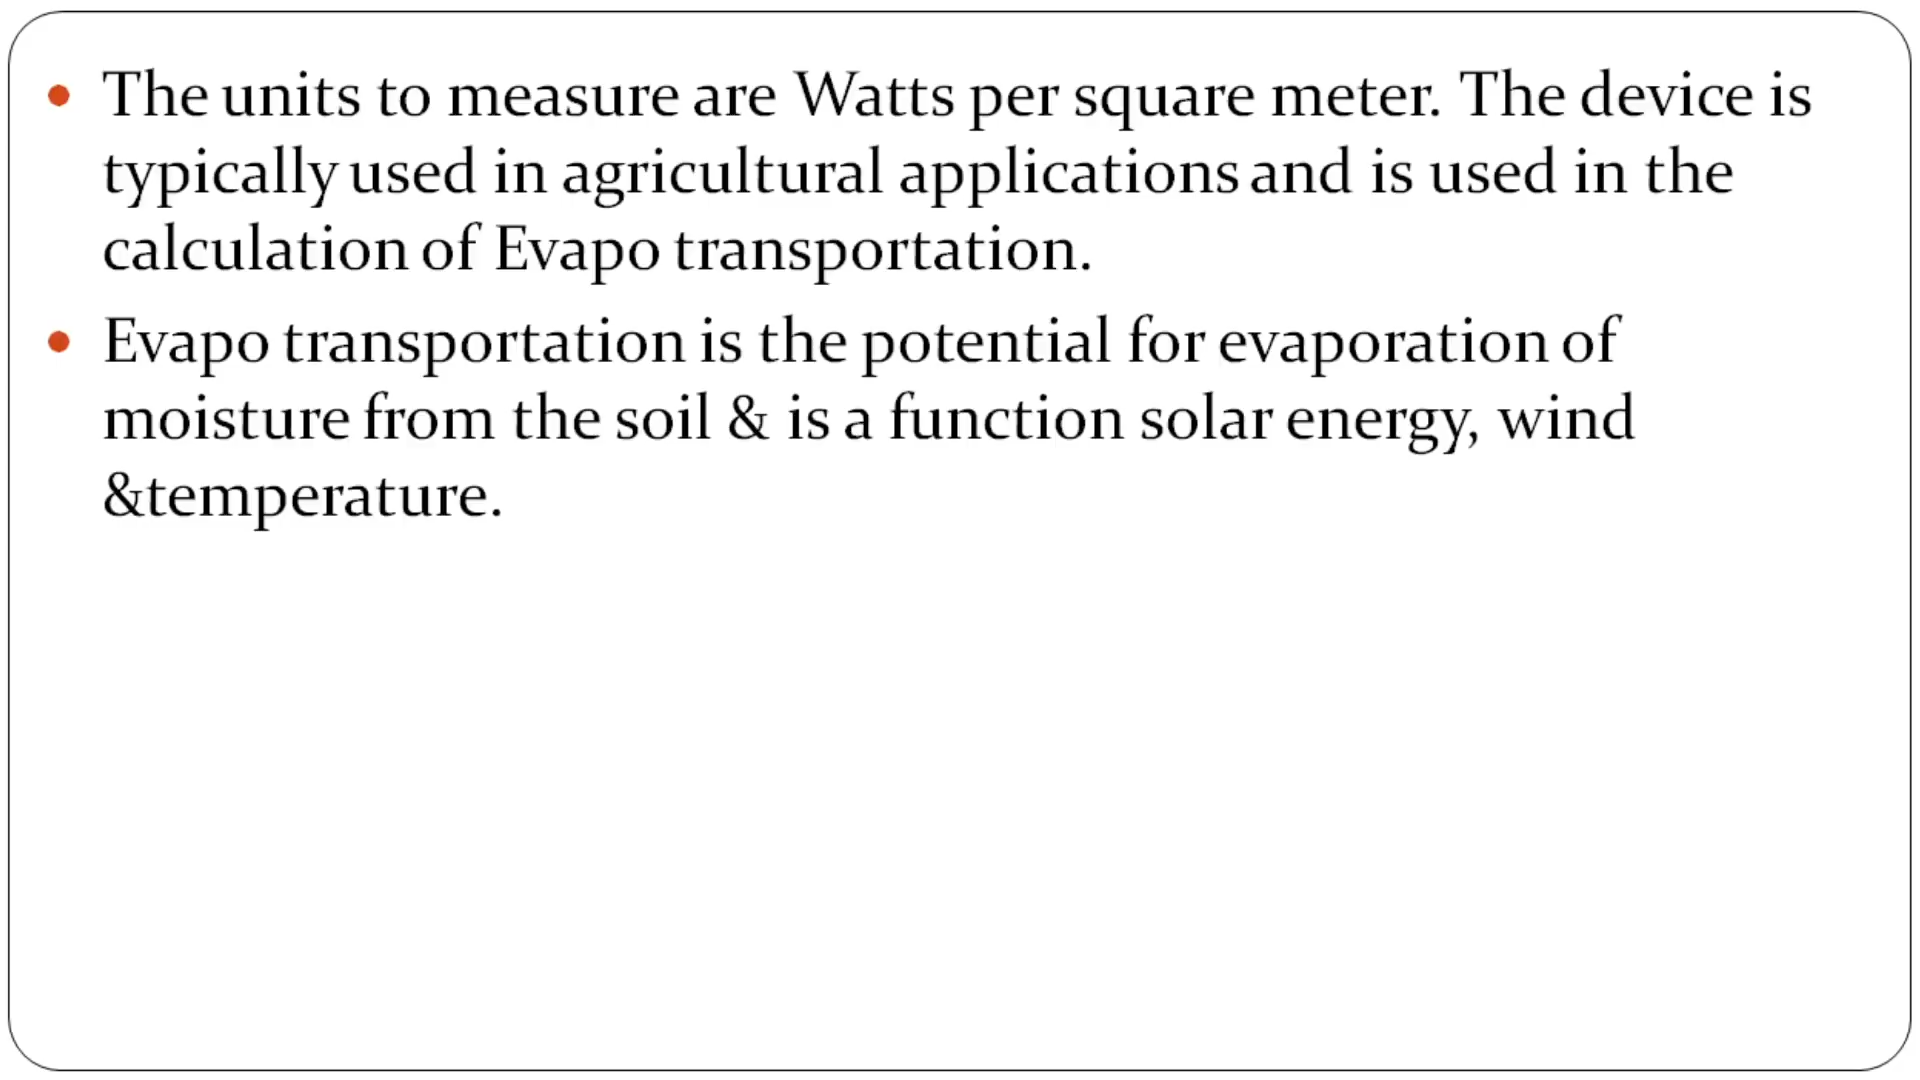 • The units to measure are Watts per square meter. The device is
typically used in agricultural applications and is used in the
calculation of Evapo transportation.
• Evapo transportation is the potential for evaporation of
moisture from the soil & is a function solar energy, wind
&temperature.